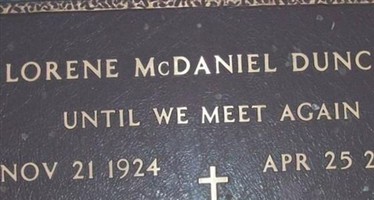 LORENE McDANIEL DUNC
UNTIL WE MEET AGAIN
NOV 21 1924 APR 25 2